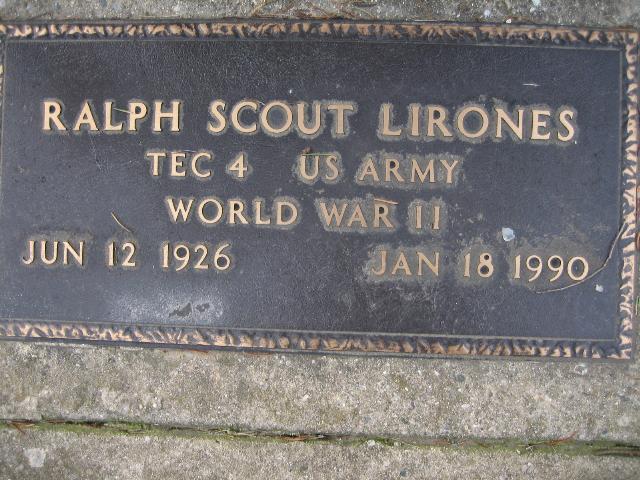 RALPH SCOUT LIRONES
TEC 4 US ARMY
WORLD WAR II
JUN 12 1926 JAN 18 1990